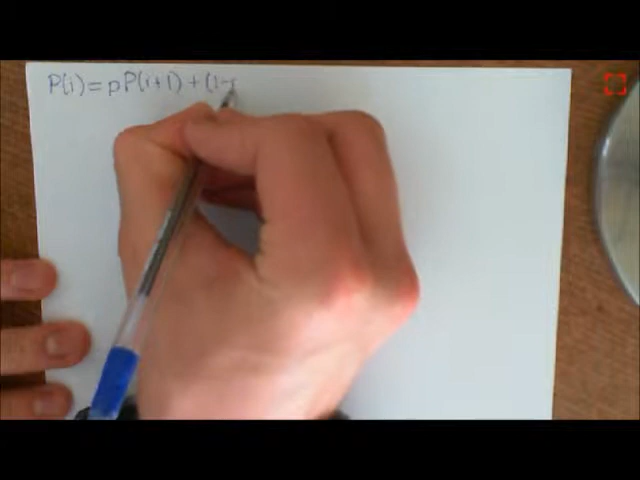 P(i) = pP(i+1) + (1-